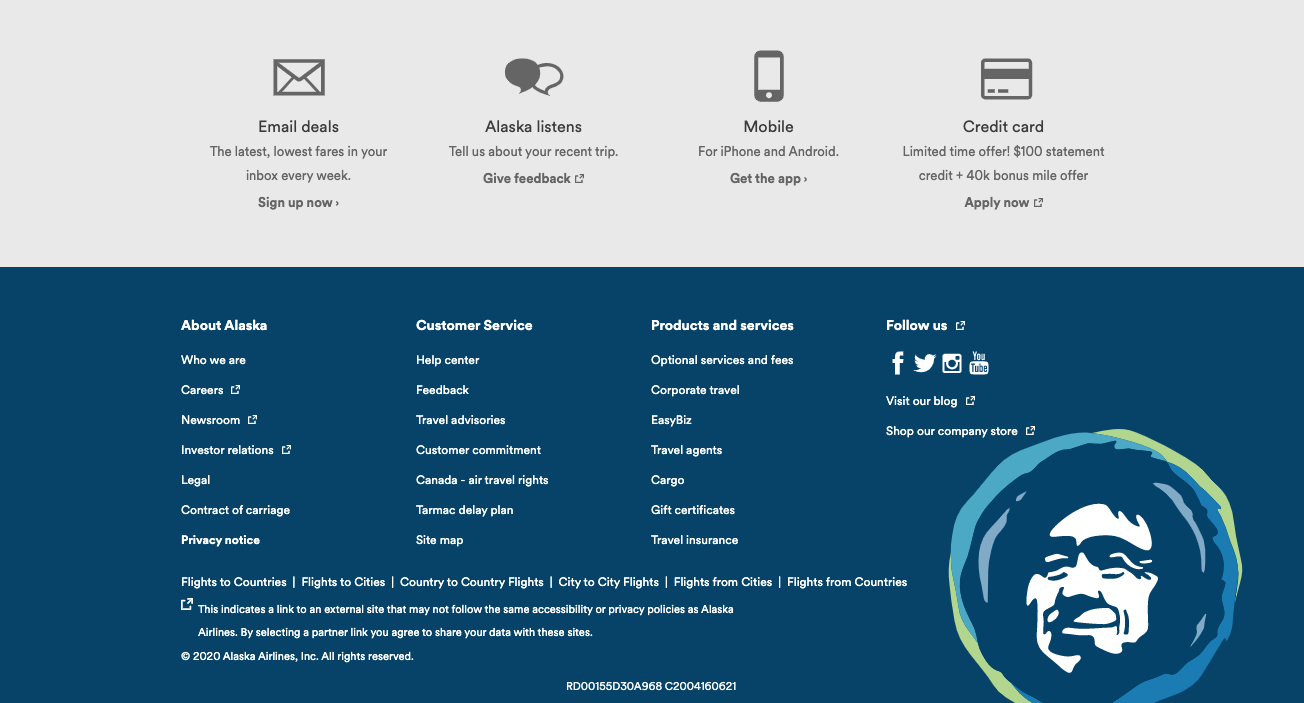 Email deals
The latest, lowest fares in your
inbox every week.
Sign up now ›
Alaska listens
Tell us about your recent trip.
Give feedback
Mobile
For iPhone and Android.
Get the app ›
Credit card
Limited time offer! $100 statement
credit + 40k bonus mile offer
Apply now
About Alaska
Who we are
Careers
Newsroom
Investor relations
Legal
Contract of carriage
Privacy notice
Customer Service
Help center
Feedback
Travel advisories
Customer commitment
Canada - air travel rights
Tarmac delay plan
Site map
Products and services
Optional services and fees
Corporate travel
EasyBiz
Travel agents
Cargo
Gift certificates
Travel insurance
Follow us
You
Tube
Visit our blog
Shop our company store
Flights to Countries | Flights to Cities | Country to Country Flights | City to City Flights | Flights from Cities | Flights from Countries
This indicates a link to an external site that may not follow the same accessibility or privacy policies as Alaska
Airlines. By selecting a partner link you agree to share your data with these sites.
© 2020 Alaska Airlines, Inc. All rights reserved.
RD00155D30A968 C2004160621